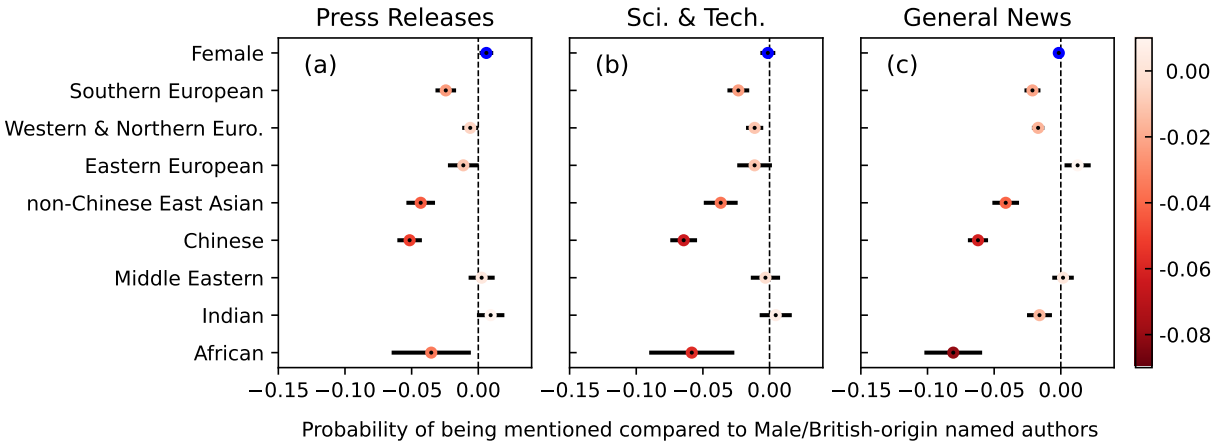 Press Releases
Sci. & Tech.
General News
(a)
(b)
(c)
Female
Southern European
Western & Northern Euro.
Eastern European
non-Chinese East Asian
Chinese
Middle Eastern
Indian
African
−0.15 −0.10 −0.05 0.00
−0.15 −0.10 −0.05 0.00
−0.15 −0.10 −0.05 0.00
0.00
-0.02
-0.04
-0.06
-0.08
Probability of being mentioned compared to Male/British-origin named authors